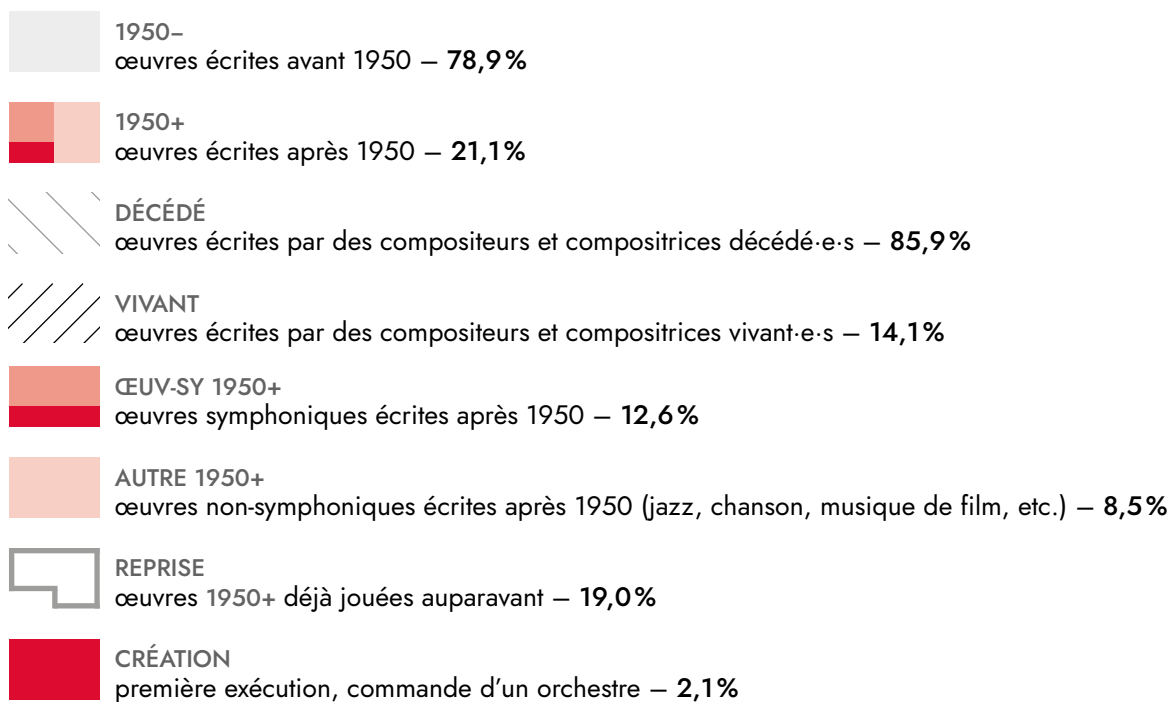 1950–
œuvres écrites avant 1950 – 78,9 %
1950+
œuvres écrites après 1950 – 21,1 %
DÉCÉDÉ
œuvres écrites par des compositeurs et compositrices décédé·e·s – 85,9 %
VIVANT
œuvres écrites par des compositeurs et compositrices vivant·e·s – 14,1 %
ŒUV-SY 1950+
œuvres symphoniques écrites après 1950 – 12,6 %
AUTRE 1950+
œuvres non-symphoniques écrites après 1950 (jazz, chanson, musique de film, etc.) – 8,5 %
REPRISE
œuvres 1950+ déjà jouées auparavant – 19,0 %
CRÉATION
première exécution, commande d’un orchestre – 2,1 %